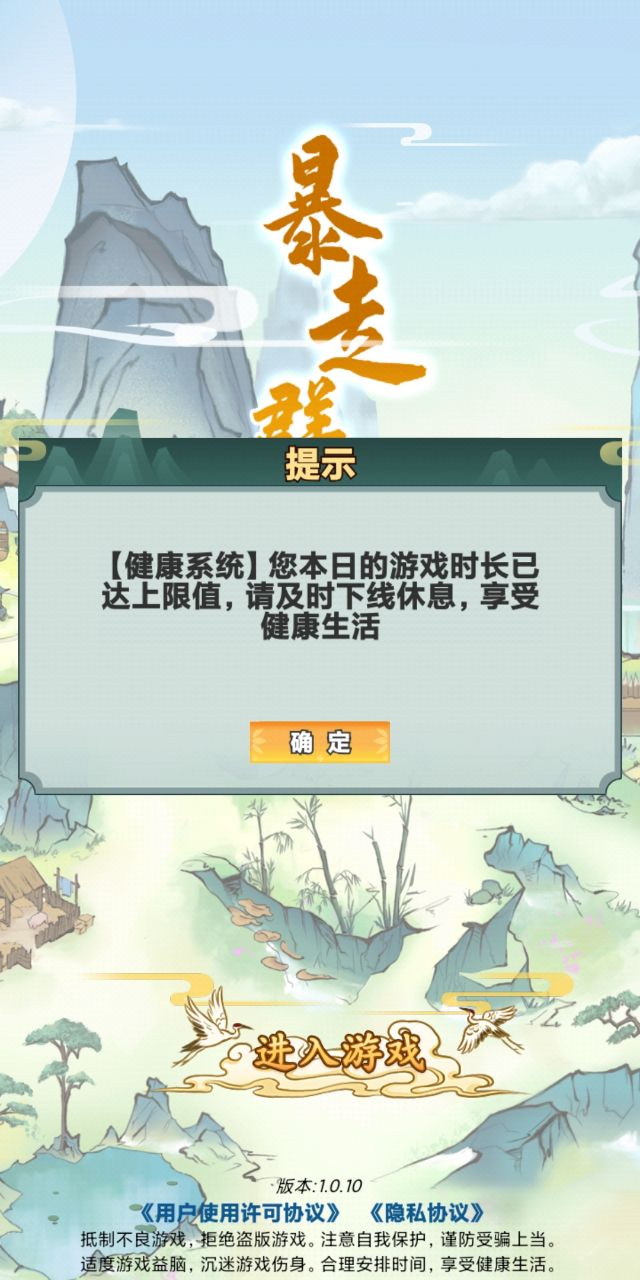 暴走群
提示
【健康系统】您本日的游戏时长已
达上限值，请及时下线休息，享受
健康生活
确定
进入游戏
版本:1.0.10
《用户使用许可协议》 《隐私协议》
抵制不良游戏，拒绝盗版游戏。注意自我保护，谨防受骗上当。
适度游戏益脑，沉迷游戏伤身。合理安排时间，享受健康生活。